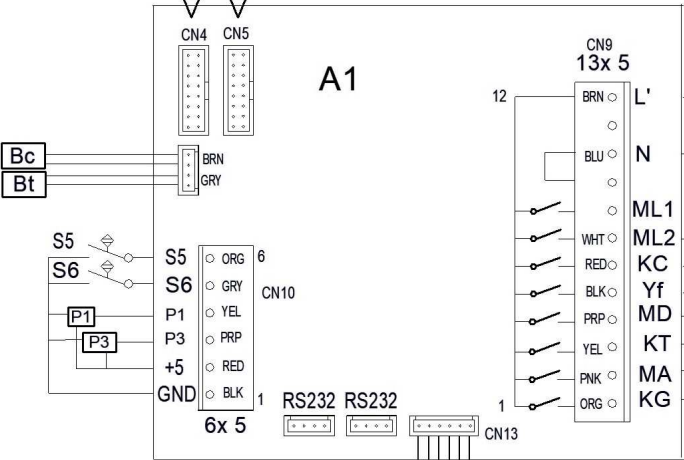 CN4 CN5
A1
CN9
13x 5
12 BRN L'
BLU N
ML1
WHT ML2
RED KC
BLK Yf
PRP MD
YEL KT
PNK MA
1 ORG KG
Bc BRN
Bt GRY
S5 S5 ORG 6
S6 S6 GRY CN10
P1 P1 YEL
P3 P3 PRP
+5 RED
GND BLK 1
6x 5
RS232 RS232
CN13